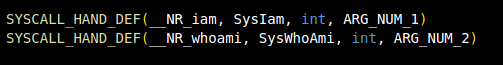 SYSCALL_HAND_DEF(__NR_iam, SysIam, int, ARG_NUM_1)
SYSCALL_HAND_DEF(__NR_whoami, SysWhoAmi, int, ARG_NUM_2)